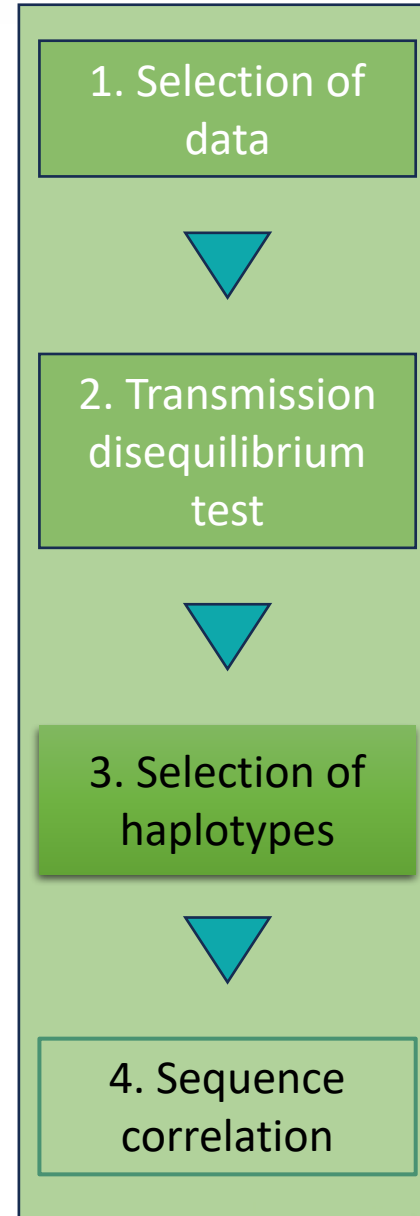 1. Selection of
data
2. Transmission
disequilibrium
test
3. Selection of
haplotypes
4. Sequence
correlation